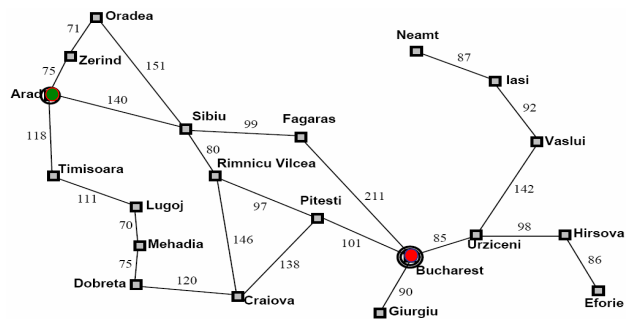 Oradea
Neamt
71
87
Zerind
75
151
Iasi
Arad
140
92
Sibiu
99
Fagaras
118
Vaslui
80
Timisoara
Rimnicu Vilcea
111
211
142
Lugoj
97
Pitesti
70
98
Hirsova
146
101
85
Mehadia
Urziceni
75
138
86
Bucharest
Dobreta
120
90
Craiova
Eforie
Giurgiu